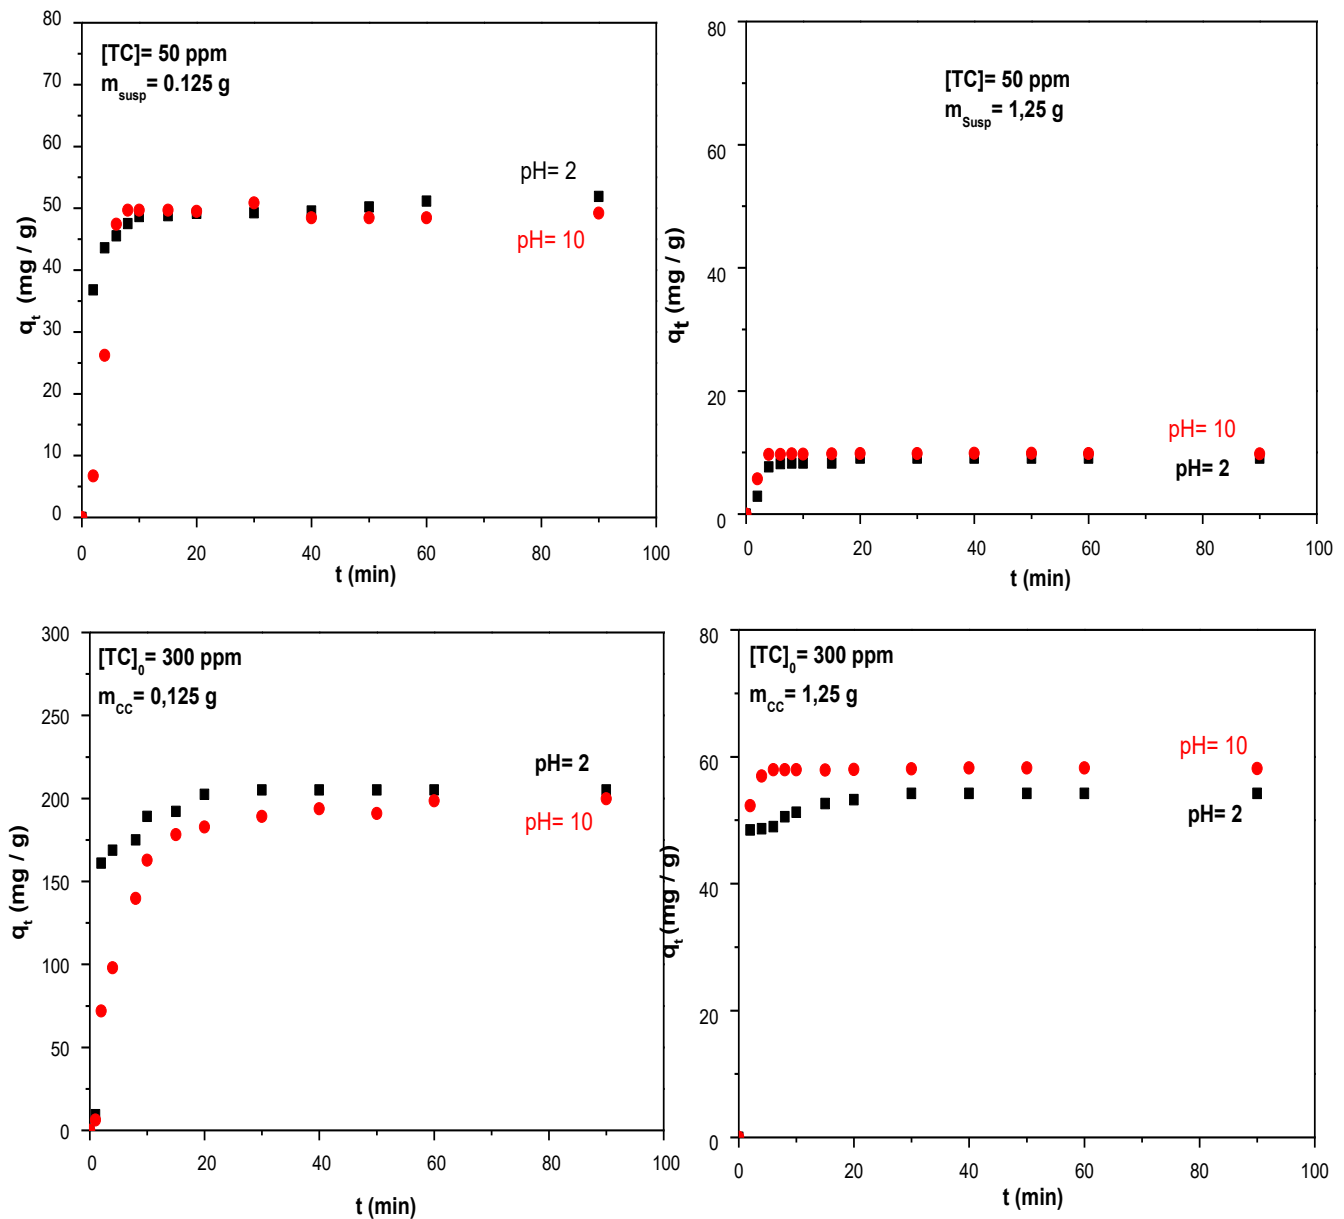 [TC]= 50 ppm
m_susp= 0.125 g
pH= 2
pH= 10
80
70
60
50
40
30
20
10
0
q_t (mg / g)
0 20 40 60 80 100
t (min)
[TC]= 50 ppm
m_Susp= 1,25 g
pH= 10
pH= 2
80
60
40
20
0
q_t (mg / g)
0 20 40 60 80 100
t (min)
[TC]_0= 300 ppm
m_CC= 0,125 g
pH= 2
pH= 10
300
250
200
150
100
50
0
q_t (mg / g)
0 20 40 60 80 100
t (min)
[TC]_0= 300 ppm
m_CC= 1,25 g
pH= 10
pH= 2
80
60
40
20
0
q_t (mg / g)
0 20 40 60 80 100
t (min)